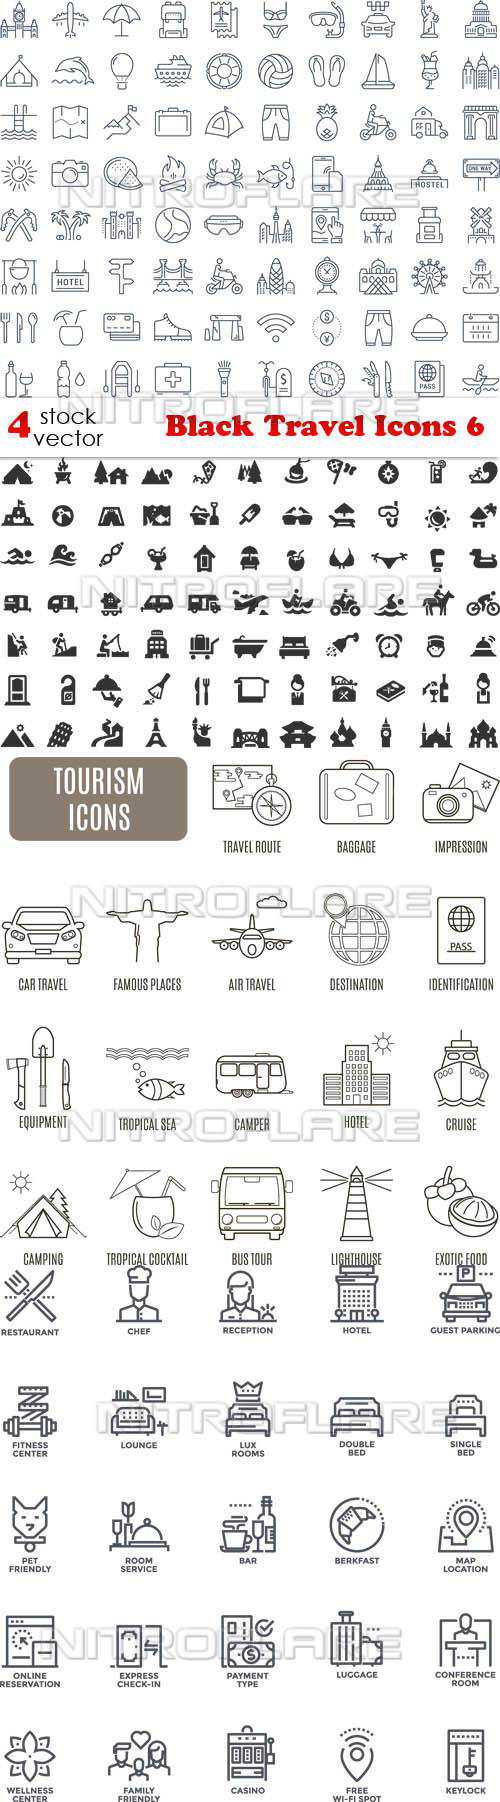 ONE WAY
HOSTEL
NITROFLARE
HOTEL
PASS
NITROFLARE
4 stock vector
Black Travel Icons 6
NITROFLARE
TOURISM
ICONS
TRAVEL ROUTE
BAGGAGE
IMPRESSION
NITROFLARE
PASS
CAR TRAVEL
FAMOUS PLACES
AIR TRAVEL
DESTINATION
IDENTIFICATION
EQUIPMENT
TROPICAL SEA
CAMPER
HOTEL
CRUISE
NITROFLARE
CAMPING
TROPICAL COCKTAIL
BUS TOUR
LIGHTHOUSE
EXOTIC FOOD
P
RESTAURANT
CHEF
RECEPTION
HOTEL
GUEST PARKING
NITROFLARE
FITNESS
CENTER
LOUNGE
LUX
ROOMS
DOUBLE
BED
SINGLE
BED
PET
FRIENDLY
ROOM
SERVICE
BAR
BERKFAST
MAP
LOCATION
NITROFLARE
ONLINE
RESERVATION
EXPRESS
CHECK-IN
PAYMENT
TYPE
LUGGAGE
CONFERENCE
ROOM
WELLNESS
CENTER
FAMILY
FRIENDLY
CASINO
FREE
WI-FI SPOT
KEYLOCK